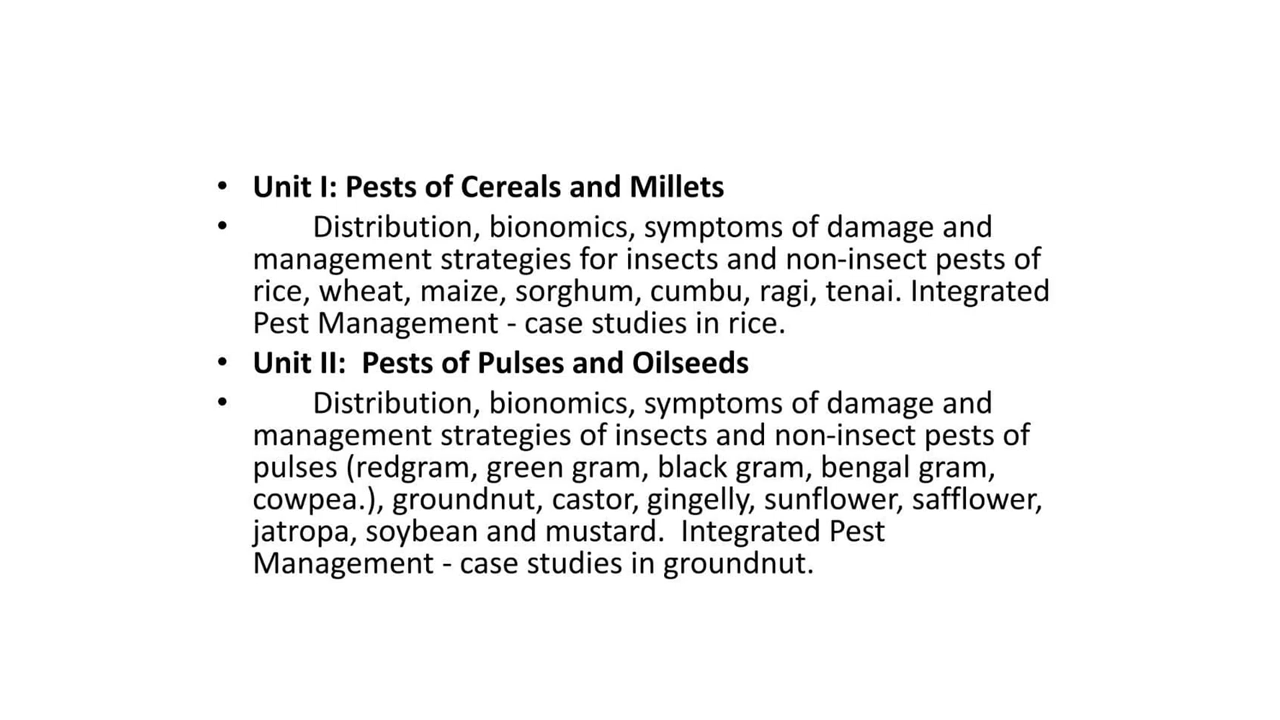 • Unit I: Pests of Cereals and Millets
• Distribution, bionomics, symptoms of damage and
management strategies for insects and non-insect pests of
rice, wheat, maize, sorghum, cumbu, ragi, tenai. Integrated
Pest Management - case studies in rice.
• Unit II:  Pests of Pulses and Oilseeds
• Distribution, bionomics, symptoms of damage and
management strategies of insects and non-insect pests of
pulses (redgram, green gram, black gram, bengal gram,
cowpea.), groundnut, castor, gingelly, sunflower, safflower,
jatropa, soybean and mustard.  Integrated Pest
Management - case studies in groundnut.